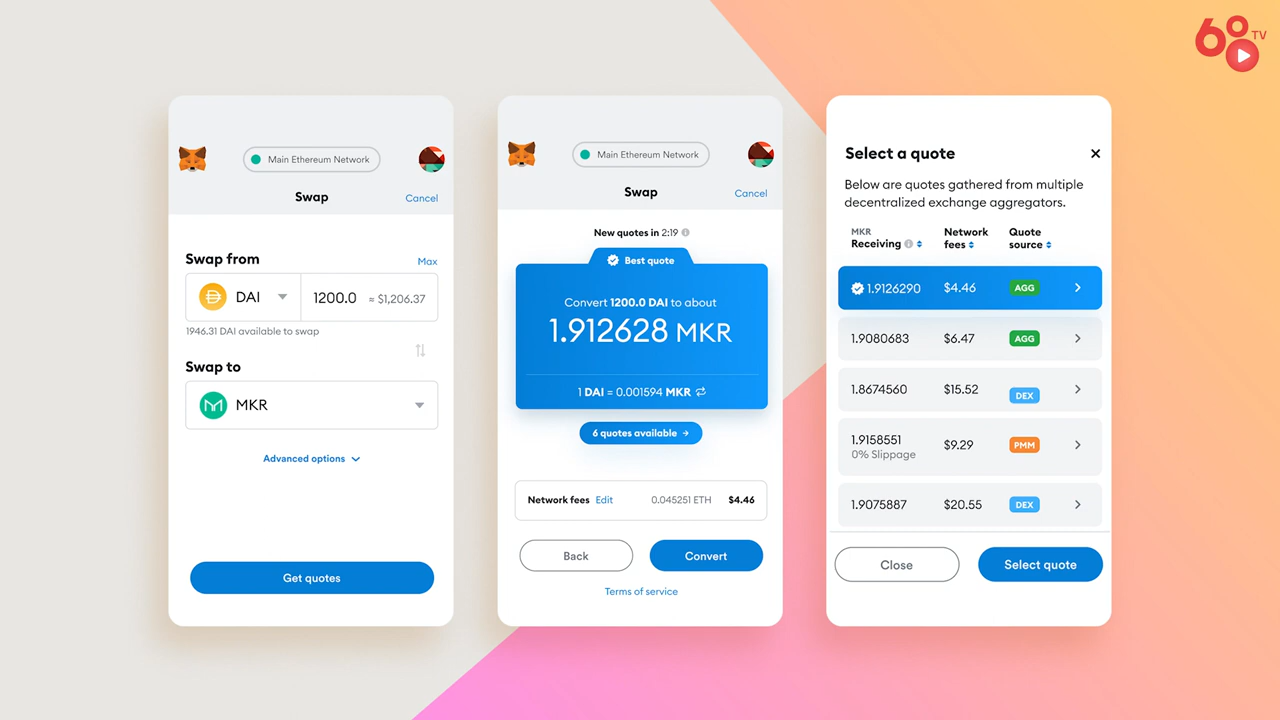 60 TV
Main Ethereum Network
Swap
Cancel
Swap from
Max
DAI
1200.0 ≈ $1,206.37
1946.31 DAI available to swap
Swap to
MKR
Advanced options
Get quotes
Main Ethereum Network
Swap
Cancel
New quotes in 2:19
Best quote
Convert 1200.0 DAI to about
1.912628 MKR
1 DAI = 0.001594 MKR
6 quotes available →
Network fees Edit 0.045251 ETH $4.46
Back
Convert
Terms of service
Select a quote
Below are quotes gathered from multiple
decentralized exchange aggregators.
MKR
Receiving
Network
fees
Quote
source
1.9126290 $4.46 AGG
1.9080683 $6.47 AGG
1.8674560 $15.52 DEX
1.9158551 $9.29 PMM
0% Slippage
1.9075887 $20.55 DEX
Close
Select quote